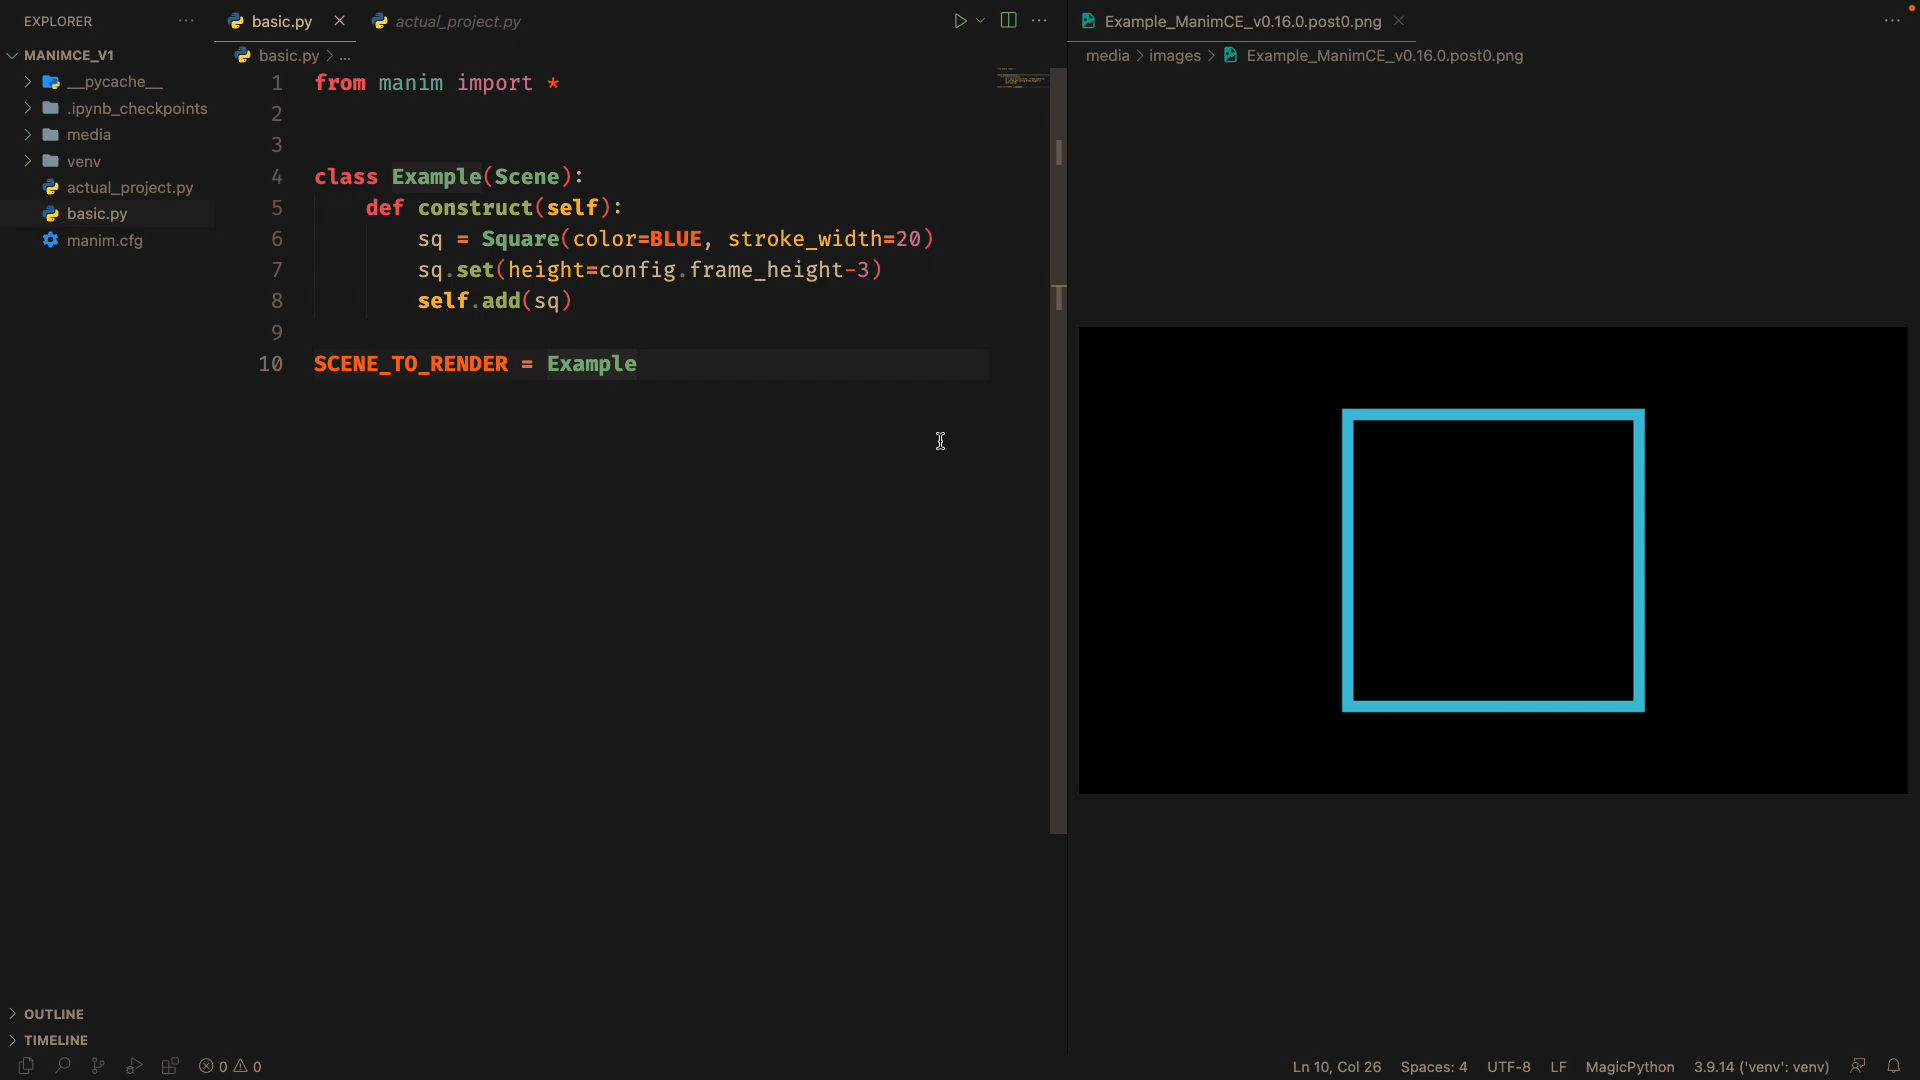 EXPLORER
MANIMCE_V1
__pycache__
.ipynb_checkpoints
media
venv
actual_project.py
basic.py
manim.cfg
OUTLINE
TIMELINE
basic.py
actual_project.py
basic.py > ...
1 from manim import *
2
3
4 class Example(Scene):
5 def construct(self):
6 sq = Square(color=BLUE, stroke_width=20)
7 sq.set(height=config.frame_height-3)
8 self.add(sq)
9
10 SCENE_TO_RENDER = Example
Example_ManimCE_v0.16.0.post0.png
media > images > Example_ManimCE_v0.16.0.post0.png
0 0
Ln 10, Col 26 Spaces: 4 UTF-8 LF MagicPython 3.9.14 ('venv': venv)